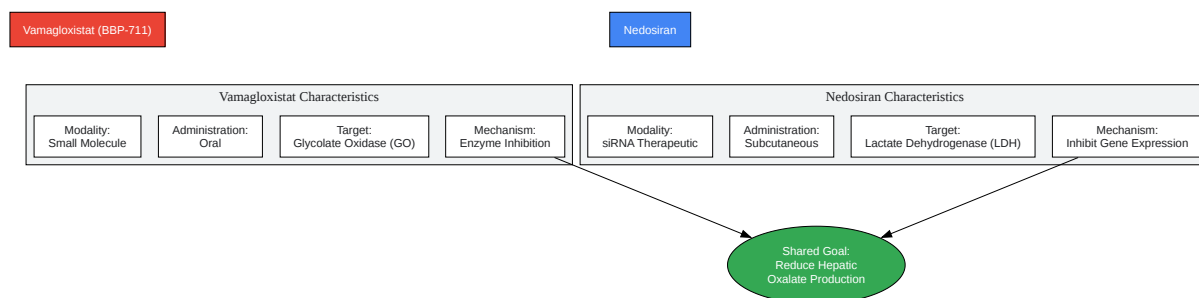 Vamagloxistat (BBP-711)
Nedosiran
Vamagloxistat Characteristics
Modality:
Small Molecule
Administration:
Oral
Target:
Glycolate Oxidase (GO)
Mechanism:
Enzyme Inhibition
Nedosiran Characteristics
Modality:
siRNA Therapeutic
Administration:
Subcutaneous
Target:
Lactate Dehydrogenase (LDH)
Mechanism:
Inhibit Gene Expression
Shared Goal:
Reduce Hepatic
Oxalate Production